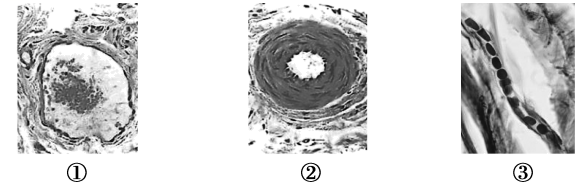 ① ② ③